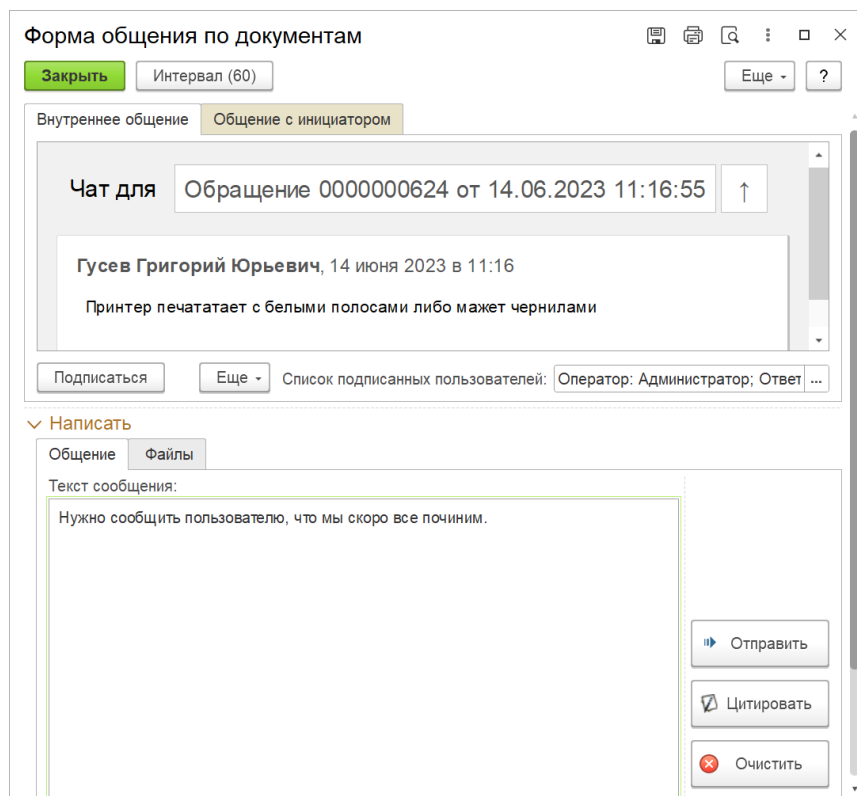 Форма общения по документам
Закрыть Интервал (60) Еще ?
Внутреннее общение Общение с инициатором
Чат для Обращение 0000000624 от 14.06.2023 11:16:55 ↑
Гусев Григорий Юрьевич, 14 июня 2023 в 11:16
Принтер печататает с белыми полосами либо мажет чернилами
Подписаться Еще Список подписанных пользователей: Оператор: Администратор; Ответ ...
Написать
Общение Файлы
Текст сообщения:
Нужно сообщить пользователю, что мы скоро все починим.
Отправить
Цитировать
Очистить